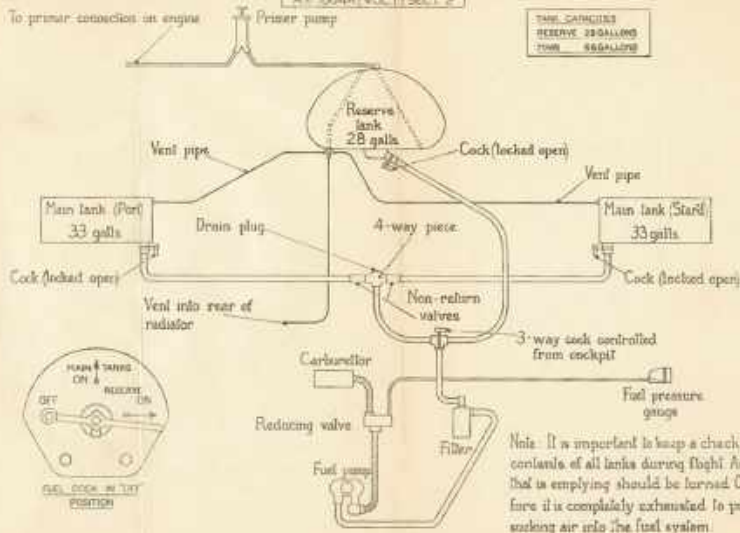 To primer connection on engine
Primer pump
TANK CAPACITIES
RESERVE 28 GALLONS
MAIN 66 GALLONS
Reserve
tank
28 galls
Vent pipe
Cock (locked open)
Vent pipe
Main tank (Port)
33 galls
Drain plug
4-way piece
Main tank (Starb'd)
33 galls
Cock (locked open)
Non-return
valves
Cock (locked open)
Vent into rear of
radiator
3-way cock controlled
from cockpit
Carburettor
MAIN TANKS
ON
RESERVE
ON
OFF
Fuel pressure
gauge
Reducing valve
Filter
Fuel pump
FUEL COCK IN "OFF"
POSITION
Note: It is important to keep a check
contents of all tanks during flight.
that is emptying should be turned
fore it is completely exhausted to
sucking air into the fuel system